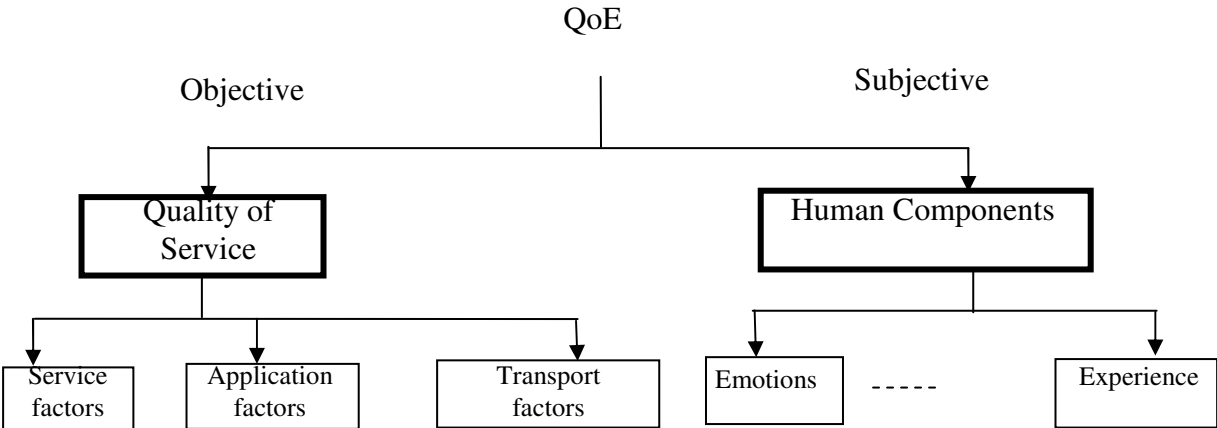 QoE
Objective
Subjective
Quality of
Service
Human Components
Service
factors
Application
factors
Transport
factors
Emotions
- - - - -
Experience